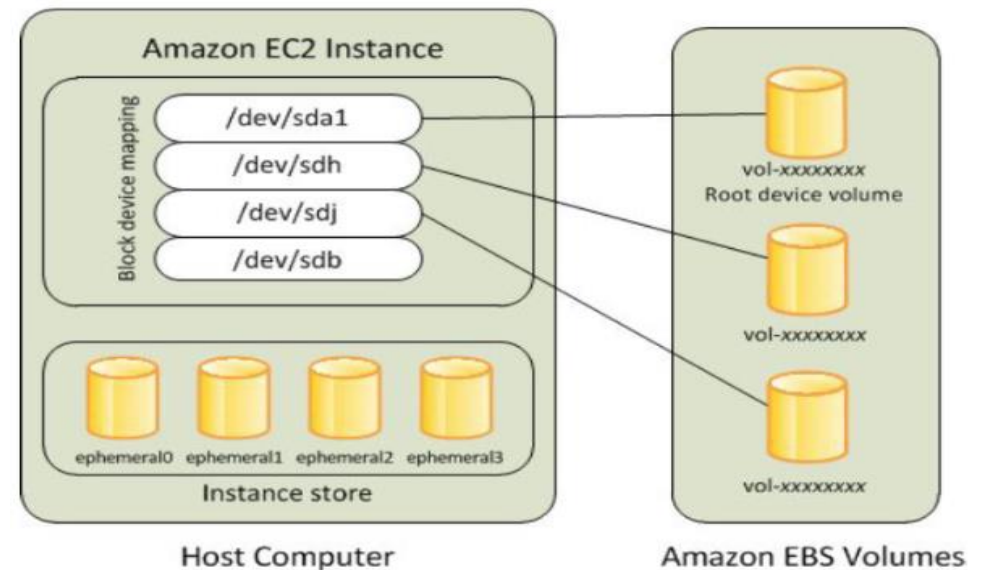 Amazon EC2 Instance
Block device mapping
/dev/sda1
/dev/sdh
/dev/sdj
/dev/sdb
ephemeral0 ephemeral1 ephemeral2 ephemeral3
Instance store
Host Computer
vol-xxxxxxxx
Root device volume
vol-xxxxxxxx
vol-xxxxxxxx
Amazon EBS Volumes